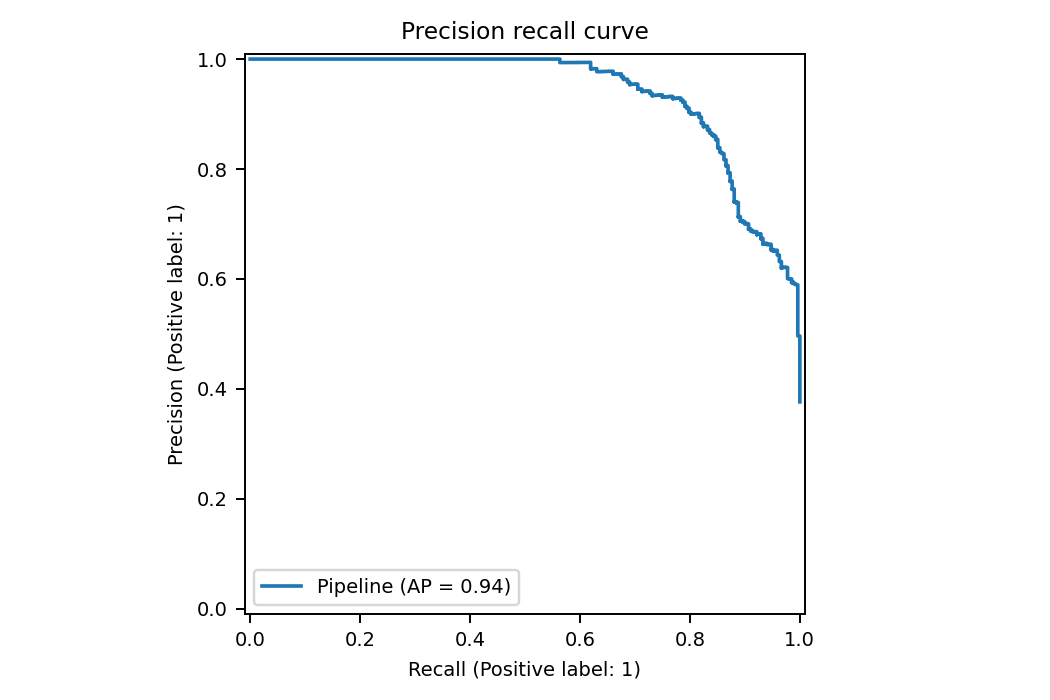 Precision recall curve
1.0
0.8
0.6
0.4
0.2
0.0
Precision (Positive label: 1)
Pipeline (AP = 0.94)
0.0 0.2 0.4 0.6 0.8 1.0
Recall (Positive label: 1)